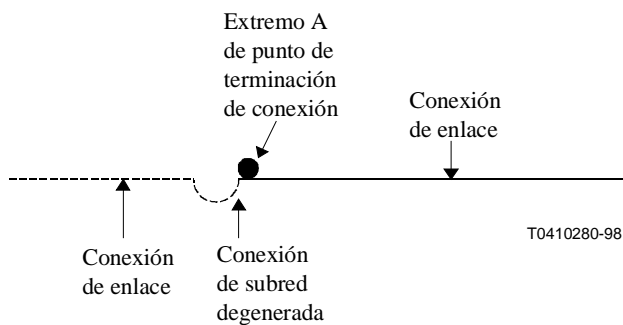 Extremo A
de punto de
terminación
de conexión
Conexión
de enlace
T0410280-98
Conexión
de enlace
Conexión
de subred
degenerada